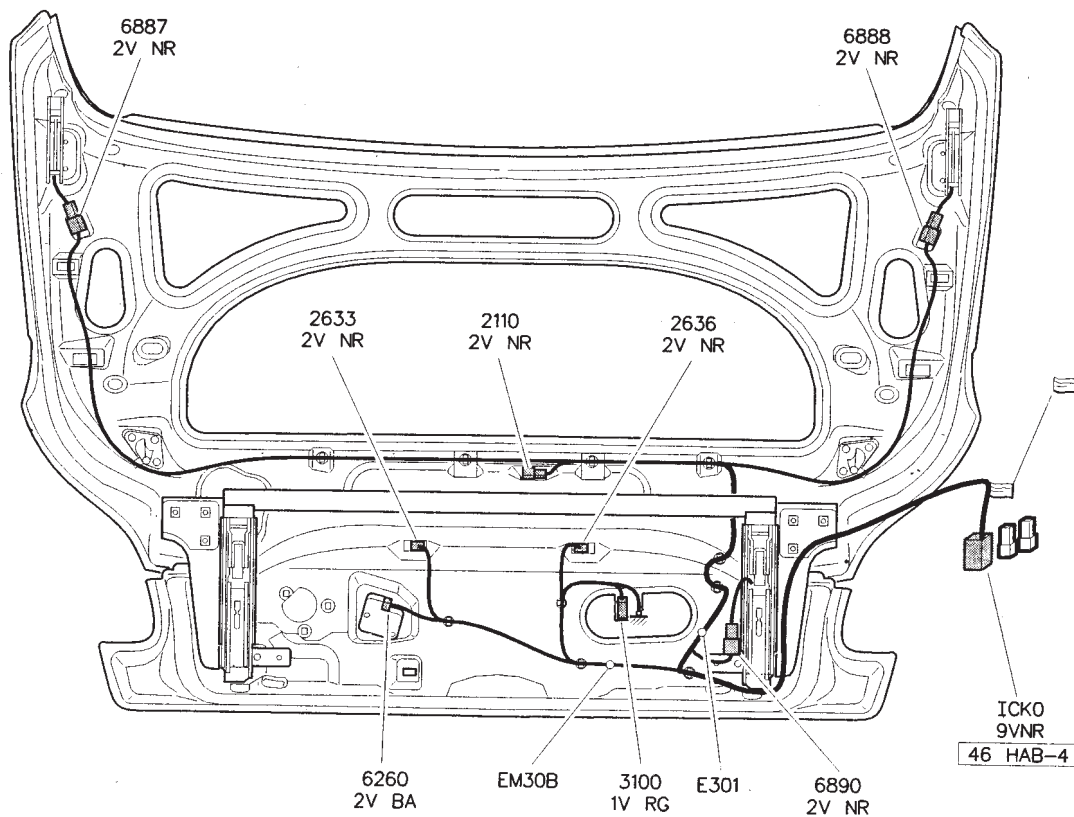 6887
2V NR
6888
2V NR
2633
2V NR
2110
2V NR
2636
2V NR
6260
2V BA
EM30B
3100
1V RG
E301
6890
2V NR
ICKO
9VNR
46 HAB-4